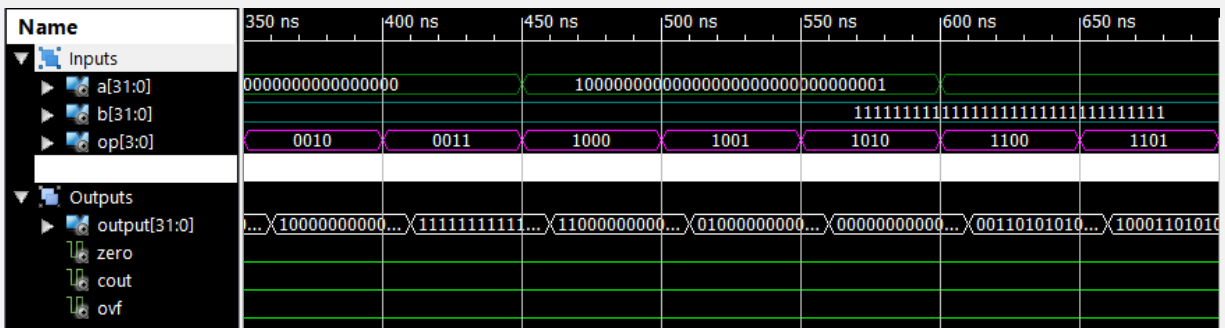 Name 350 ns 400 ns 450 ns 500 ns 550 ns 600 ns 650 ns
Inputs
a[31:0] 0000000000000000 10000000000000000000000000000001
b[31:0] 11111111111111111111111111111111
op[3:0] 0010 0011 1000 1001 1010 1100 1101
Outputs
output[31:0] ... 10000000000... 11111111111... 11000000000... 01000000000... 00000000000... 00110101010... 10001101010
zero
cout
ovf